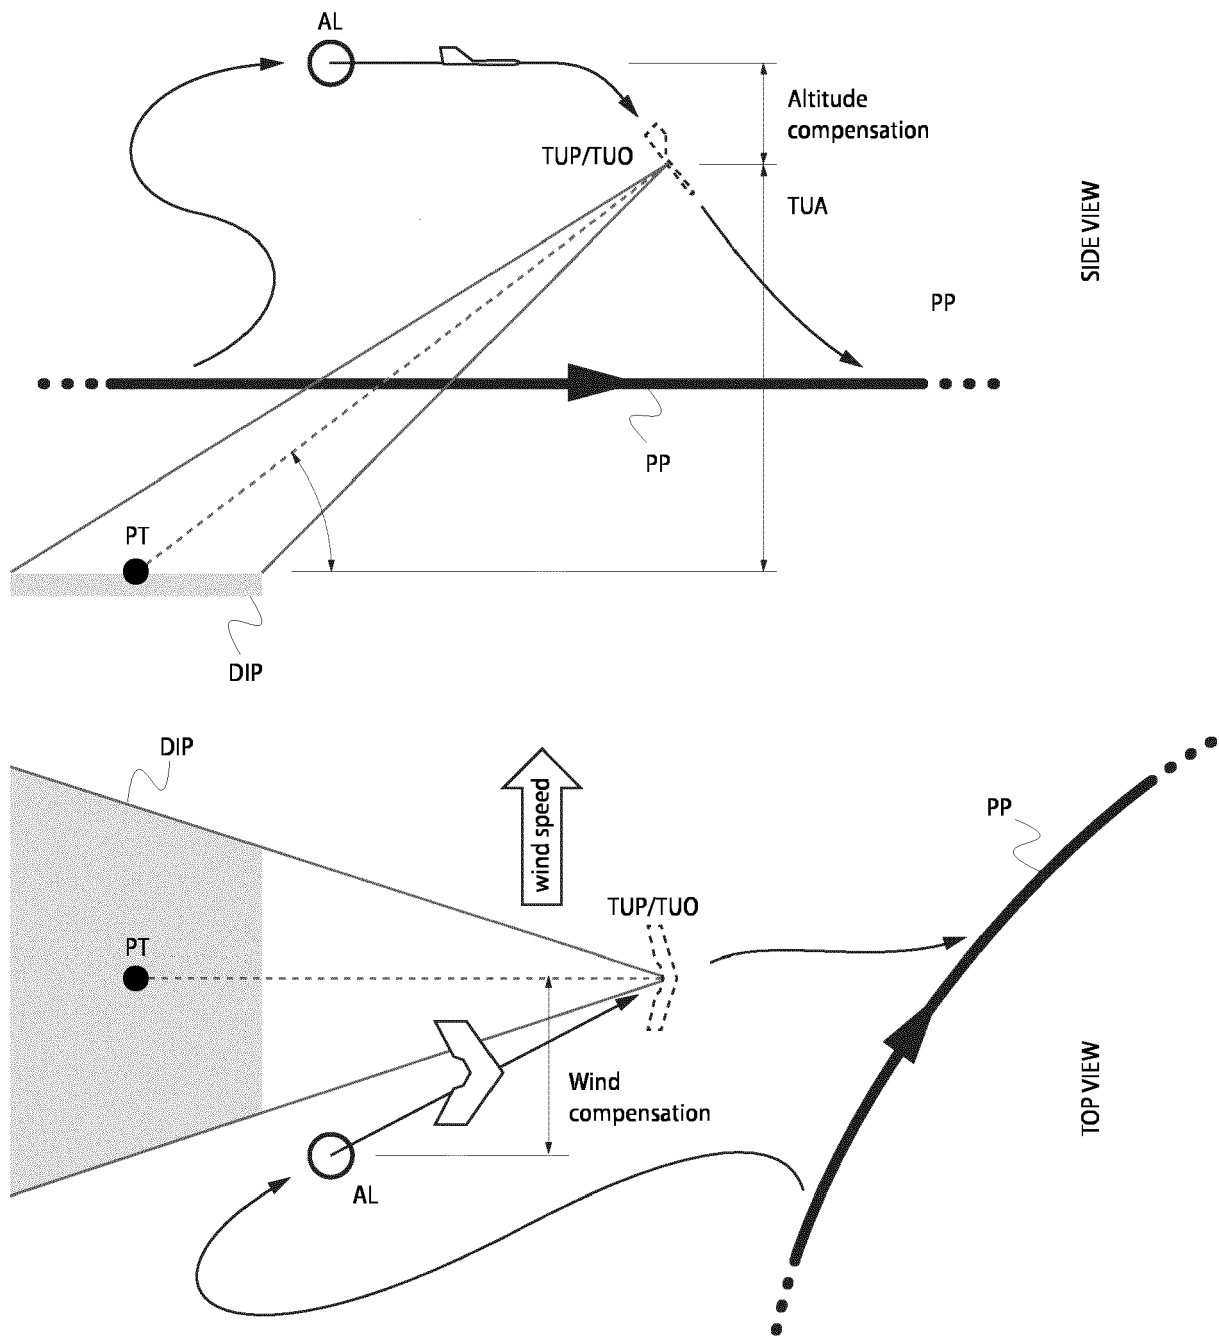 AL
Altitude
compensation
TUP/TUO
TUA
SIDE VIEW
PP
PP
PT
DIP
DIP
wind speed
PP
TUP/TUO
PT
Wind
compensation
TOP VIEW
AL